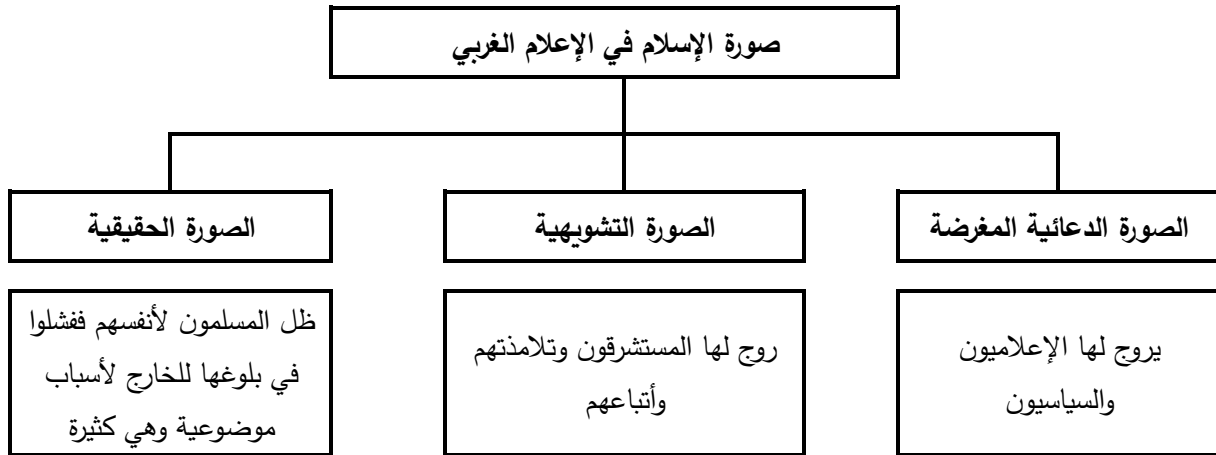 صورة الإسلام في الإعلام الغربي
الصورة الدعائية المغرضة
الصورة التشويهية
الصورة الحقيقية
يروج لها الإعلاميون
والسياسيون
روج لها المستشرقون وتلامذتهم
وأتباعهم
ظل المسلمون لأنفسهم ففشلوا
في بلوغها للخارج لأسباب
موضوعية وهي كثيرة